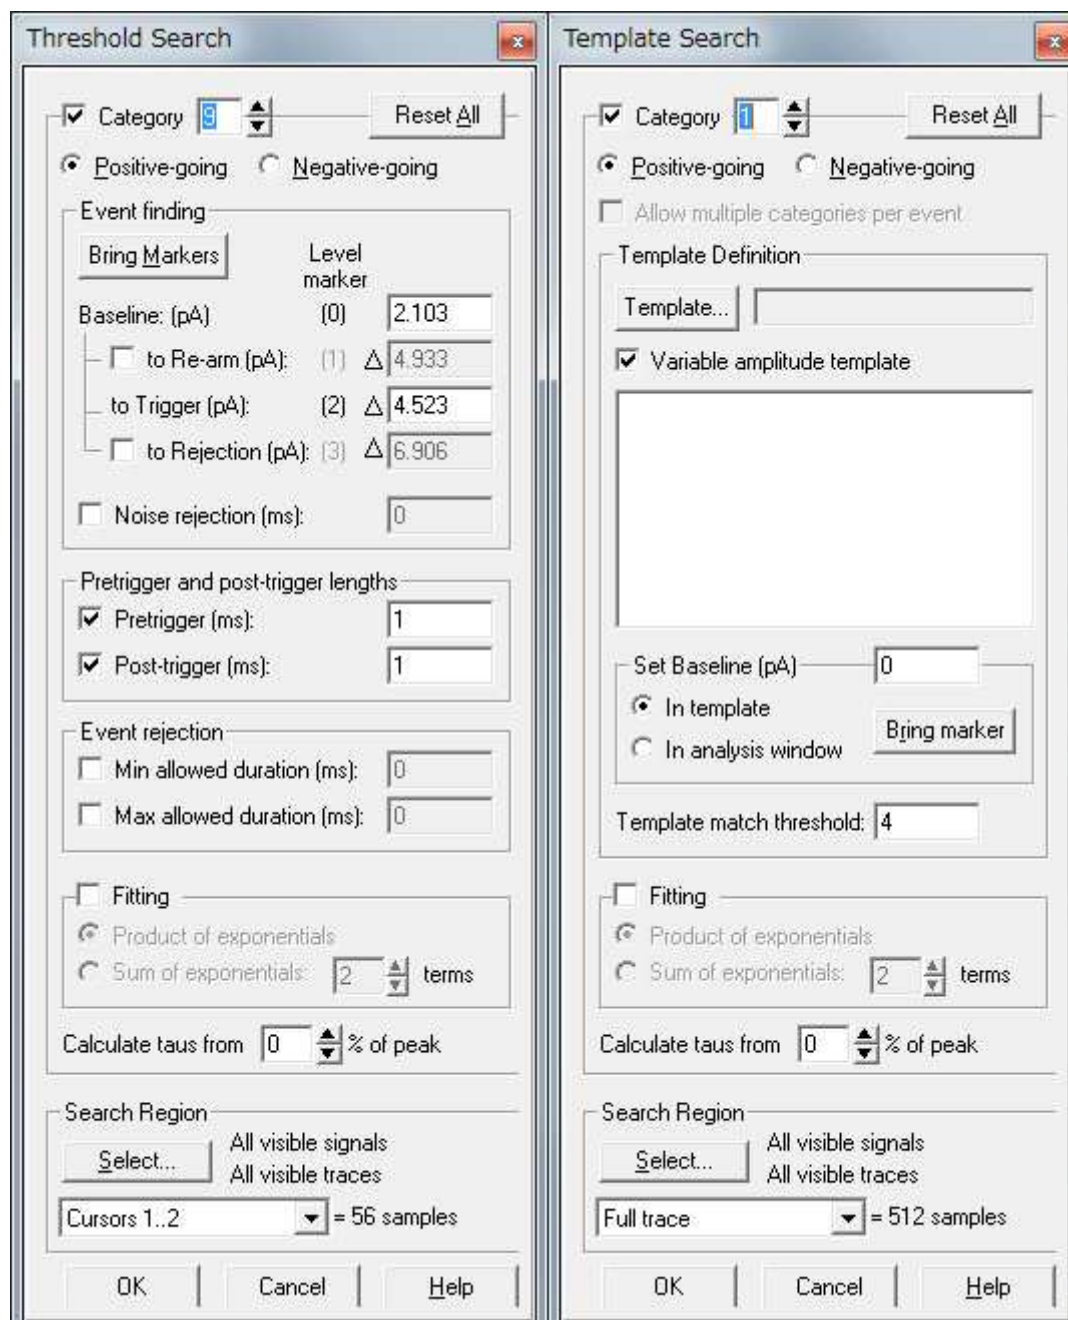 Threshold Search
Category 9 Reset All
Positive-going Negative-going
Event finding
Bring Markers Level
marker
Baseline: (pA) (0) 2.103
to Re-arm (pA): (1) Δ 4.933
to Trigger (pA): (2) Δ 4.523
to Rejection (pA): (3) Δ 6.906
Noise rejection (ms): 0
Pretrigger and post-trigger lengths
Pretrigger (ms): 1
Post-trigger (ms): 1
Event rejection
Min allowed duration (ms): 0
Max allowed duration (ms): 0
Fitting
Product of exponentials
Sum of exponentials: 2 terms
Calculate taus from 0 % of peak
Search Region
Select... All visible signals
All visible traces
Cursors 1..2 = 56 samples
OK Cancel Help
Template Search
Category 1 Reset All
Positive-going Negative-going
Allow multiple categories per event
Template Definition
Template...
Variable amplitude template
Set Baseline (pA) 0
In template
In analysis window
Bring marker
Template match threshold: 4
Fitting
Product of exponentials
Sum of exponentials: 2 terms
Calculate taus from 0 % of peak
Search Region
Select... All visible signals
All visible traces
Full trace = 512 samples
OK Cancel Help